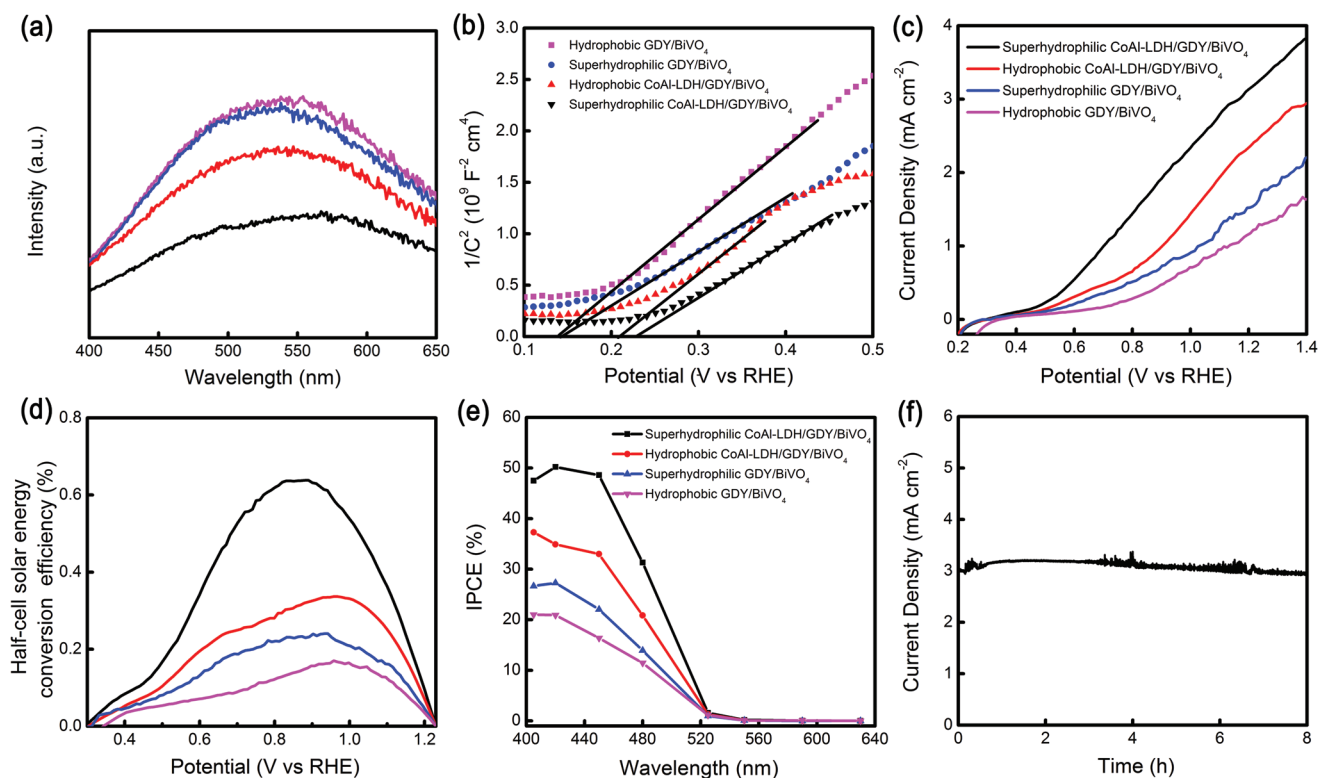 (a)
Intensity (a.u.)
400 450 500 550 600 650
Wavelength (nm)
(b)
Hydrophobic GDY/BiVO₄
Superhydrophilic GDY/BiVO₄
Hydrophobic CoAl-LDH/GDY/BiVO₄
Superhydrophilic CoAl-LDH/GDY/BiVO₄
1/C² (10⁹ F⁻² cm⁴)
3.0
2.5
2.0
1.5
1.0
0.5
0.0
0.1 0.2 0.3 0.4 0.5
Potential (V vs RHE)
(c)
Superhydrophilic CoAl-LDH/GDY/BiVO₄
Hydrophobic CoAl-LDH/GDY/BiVO₄
Superhydrophilic GDY/BiVO₄
Hydrophobic GDY/BiVO₄
Current Density (mA cm⁻²)
4
3
2
1
0
0.2 0.4 0.6 0.8 1.0 1.2 1.4
Potential (V vs RHE)
(d)
Half-cell solar energy
conversion efficiency (%)
0.8
0.6
0.4
0.2
0.0
0.4 0.6 0.8 1.0 1.2
Potential (V vs RHE)
(e)
Superhydrophilic CoAl-LDH/GDY/BiVO₄
Hydrophobic CoAl-LDH/GDY/BiVO₄
Superhydrophilic GDY/BiVO₄
Hydrophobic GDY/BiVO₄
IPCE (%)
60
50
40
30
20
10
0
400 440 480 520 560 600 640
Wavelength (nm)
(f)
Current Density (mA cm⁻²)
6
5
4
3
2
1
0
0 2 4 6 8
Time (h)